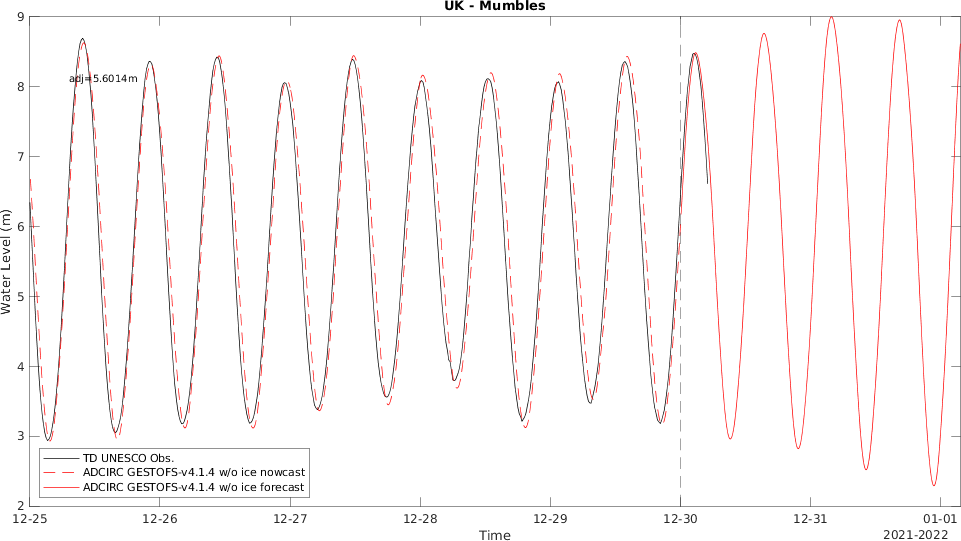 UK - Mumbles
9
8
7
6
5
4
3
2
Water Level (m)
adj=5.6014m
TD UNESCO Obs.
ADCIRC GESTOFS-v4.1.4 w/o ice nowcast
ADCIRC GESTOFS-v4.1.4 w/o ice forecast
12-25 12-26 12-27 12-28 12-29 12-30 12-31 01-01
Time
2021-2022